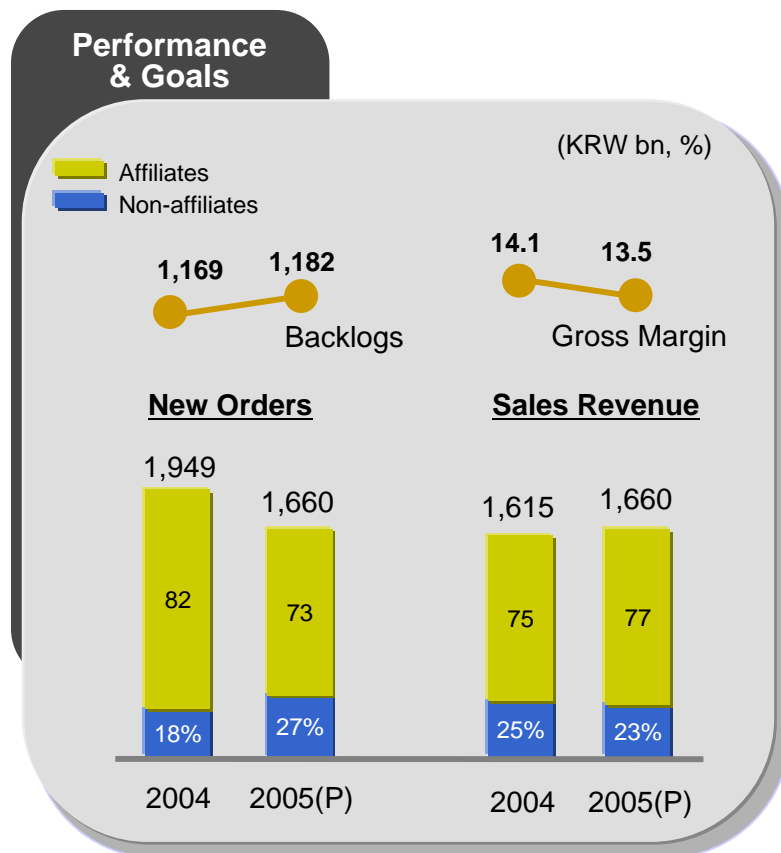 Performance
& Goals
(KRW bn, %)
Affiliates
Non-affiliates
1,169
1,182
Backlogs
14.1
13.5
Gross Margin
New Orders
1,949
1,660
82
73
18%
27%
2004
2005(P)
Sales Revenue
1,615
1,660
75
77
25%
23%
2004
2005(P)